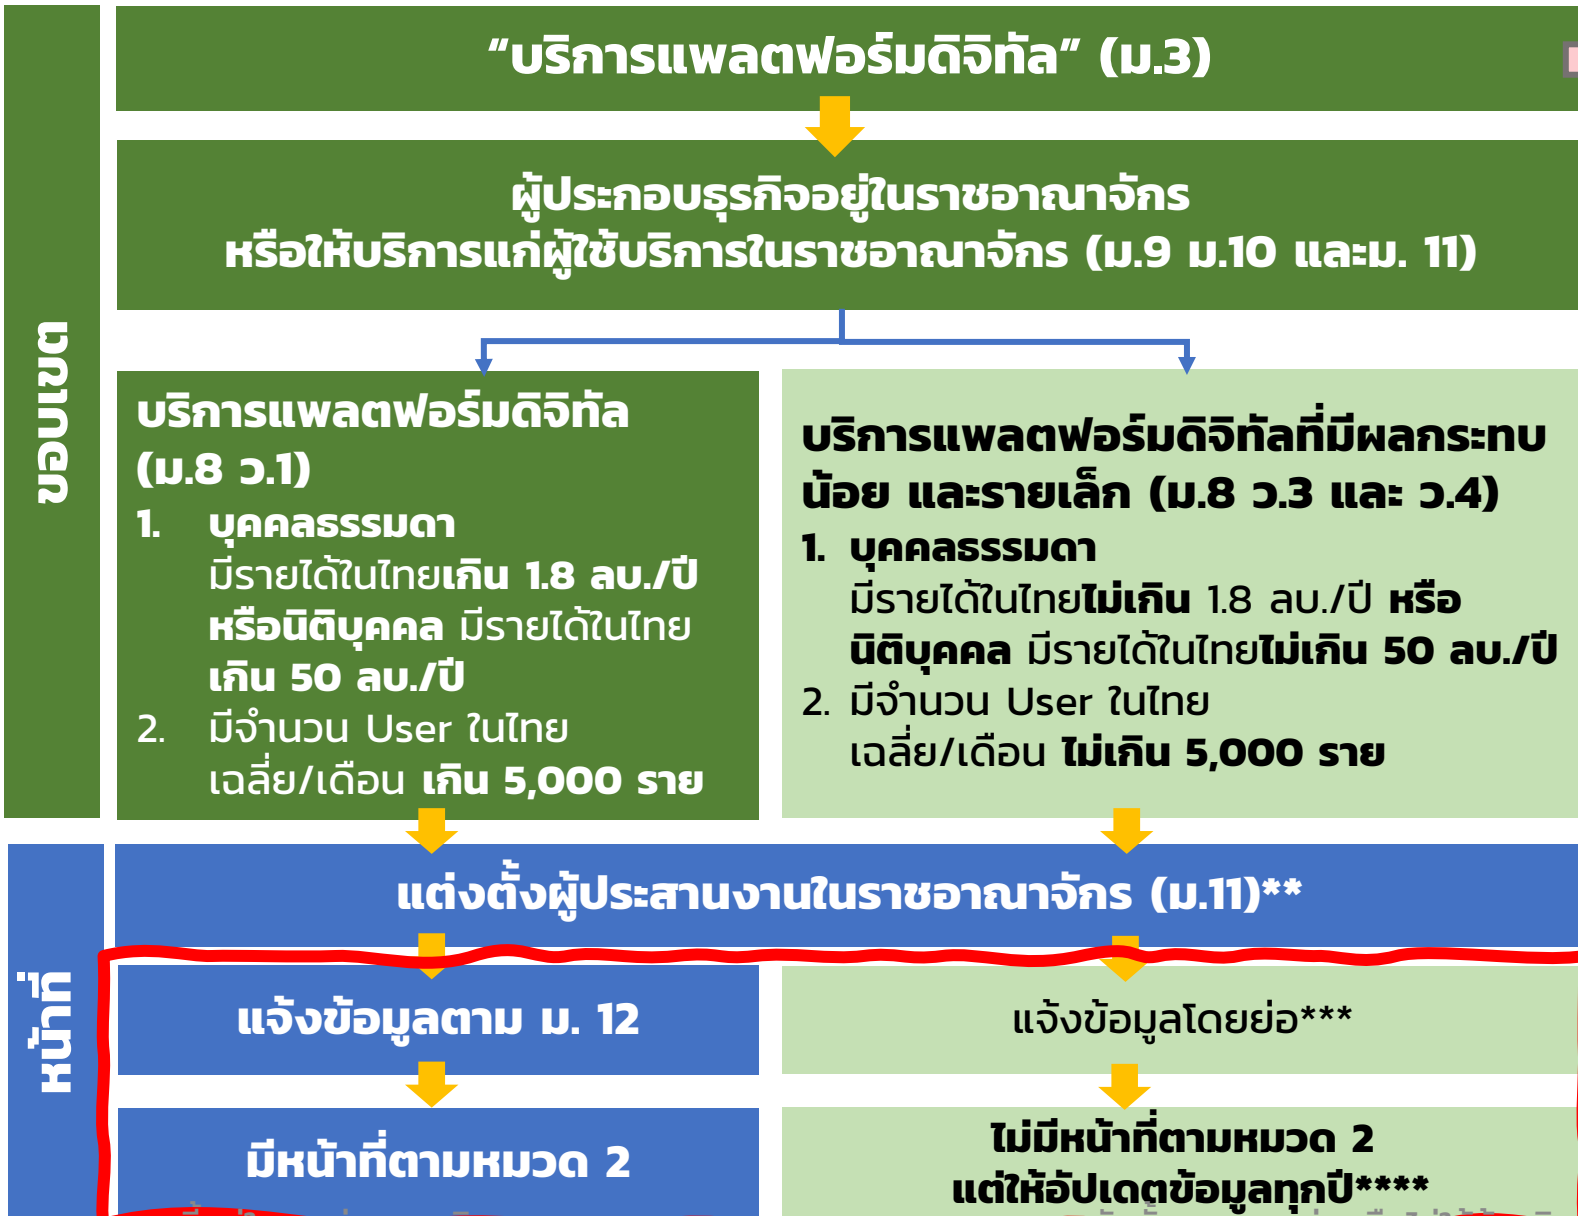 “บริการแพลตฟอร์มดิจิทัล” (ม.3)
ผู้ประกอบธุรกิจอยู่ในราชอาณาจักร
หรือให้บริการแก่ผู้ใช้บริการในราชอาณาจักร (ม.9 ม.10 และม. 11)
ขอบเขต
บริการแพลตฟอร์มดิจิทัล
(ม.8 ว.1)
1. บุคคลธรรมดา
มีรายได้ในไทยเกิน 1.8 ลบ./ปี
หรือนิติบุคคล มีรายได้ในไทย
เกิน 50 ลบ./ปี
2. มีจำนวน User ในไทย
เฉลี่ย/เดือน เกิน 5,000 ราย
บริการแพลตฟอร์มดิจิทัลที่มีผลกระทบ
น้อย และรายเล็ก (ม.8 ว.3 และ ว.4)
1. บุคคลธรรมดา
มีรายได้ในไทยไม่เกิน 1.8 ลบ./ปี หรือ
นิติบุคคล มีรายได้ในไทยไม่เกิน 50 ลบ./ปี
2. มีจำนวน User ในไทย
เฉลี่ย/เดือน ไม่เกิน 5,000 ราย
แต่งตั้งผู้ประสานงานในราชอาณาจักร (ม.11)**
หน้าที่
แจ้งข้อมูลตาม ม. 12
แจ้งข้อมูลโดยย่อ***
มีหน้าที่ตามหมวด 2
ไม่มีหน้าที่ตามหมวด 2
แต่ให้อัปเดตข้อมูลทุกปี****